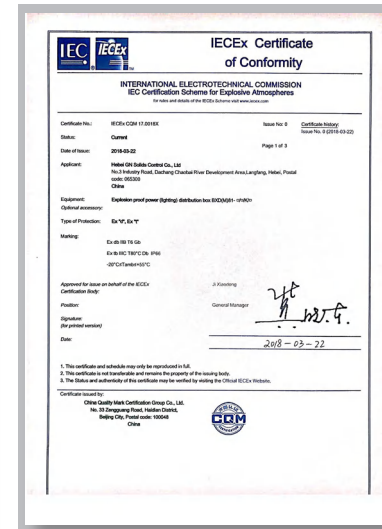 IEC IECEx
IECEx Certificate
of Conformity
INTERNATIONAL ELECTROTECHNICAL COMMISSION
IEC Certification Scheme for Explosive Atmospheres
for rules and details of the IECEx Scheme visit www.iecex.com
Certificate No.: IECEx CQM 17.0018X Issue No: 0 Certificate history:
Issue No. 0 (2018-03-22)
Status: Current
Page 1 of 3
Date of Issue: 2018-03-22
Applicant: Hebei GN Solids Control Co., Ltd
No.3 Industry Road, Dachang Chaobai River Development Area, Langfang, Hebei, Postal
code: 065300
China
Equipment: Explosion proof power (lighting) distribution box BXD(M)81-
Optional accessory:
Type of Protection: Ex "d", Ex "t"
Marking:
Ex db IIB T6 Gb
Ex tb IIIC T80°C Db IP66
-20°C≤Tamb≤+55°C
Approved for issue on behalf of the IECEx
Certification Body:
Ji Xiaodong
Position: General Manager
Signature:
(for printed version)
Date: 2018-03-22
1. This certificate and schedule may only be reproduced in full.
2. This certificate is not transferable and remains the property of the issuing body.
3. The Status and authenticity of this certificate may be verified by visiting the Official IECEx Website.
Certificate issued by:
China Quality Mark Certification Group Co., Ltd.
No. 33 Zengguang Road, Haidian District,
Beijing City, Postal code: 100048
China
CQM